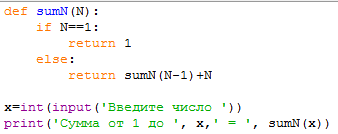 def sumN(N):
    if N==1:
        return 1
    else:
        return sumN(N-1)+N

x=int(input('Введите число '))
print('Сумма от 1 до ', x,' = ', sumN(x))